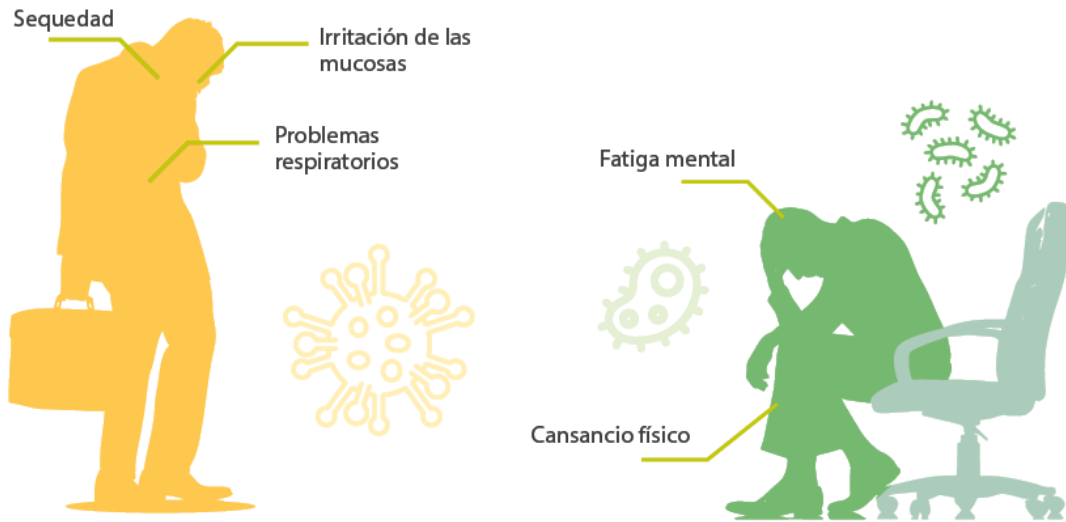 Sequedad
Irritación de las
mucosas
Problemas
respiratorios
Fatiga mental
Cansancio físico